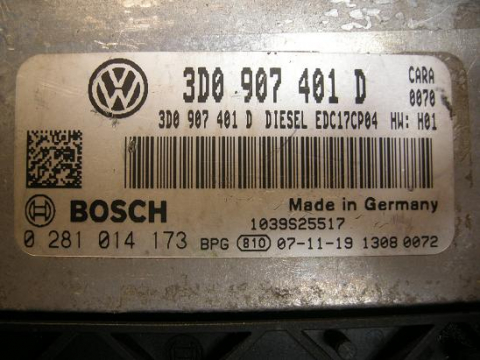 3D0 907 401 D CARA
0070
3D0 907 401 D DIESEL EDC17CP04 HW: H01
BOSCH Made in Germany
1039S25517
0 281 014 173 BPG 810 07-11-19 1308 0072